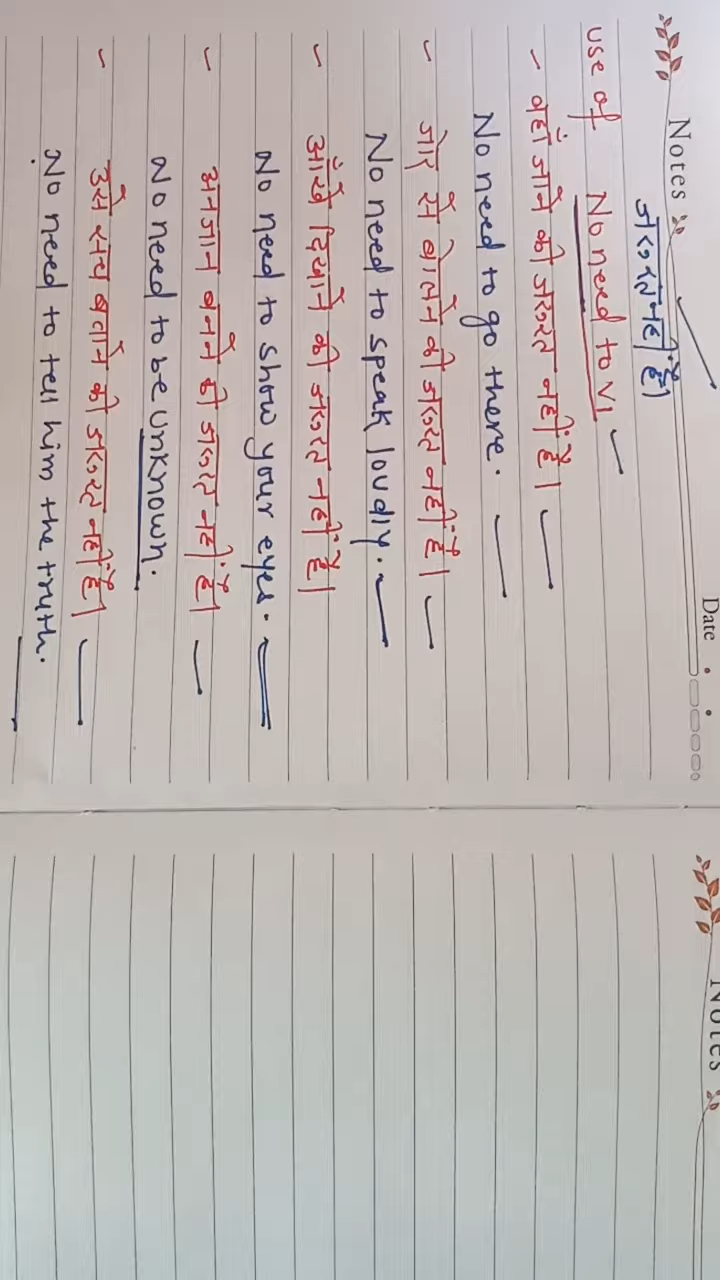 Notes
Date
जरूरत नही है।
use of No need to V1
वहाँ जाने की जरूरत नही है।
No need to go there.
जोर से बोलने की जरूरत नही है।
No need to speak loudly.
आँखे दिखाने की जरूरत नही है।
No need to show your eyes.
अनजान बनने की जरूरत नही है।
No need to be unknown.
उसे सच बताने की जरूरत नही है।
No need to tell him the truth.
Notes